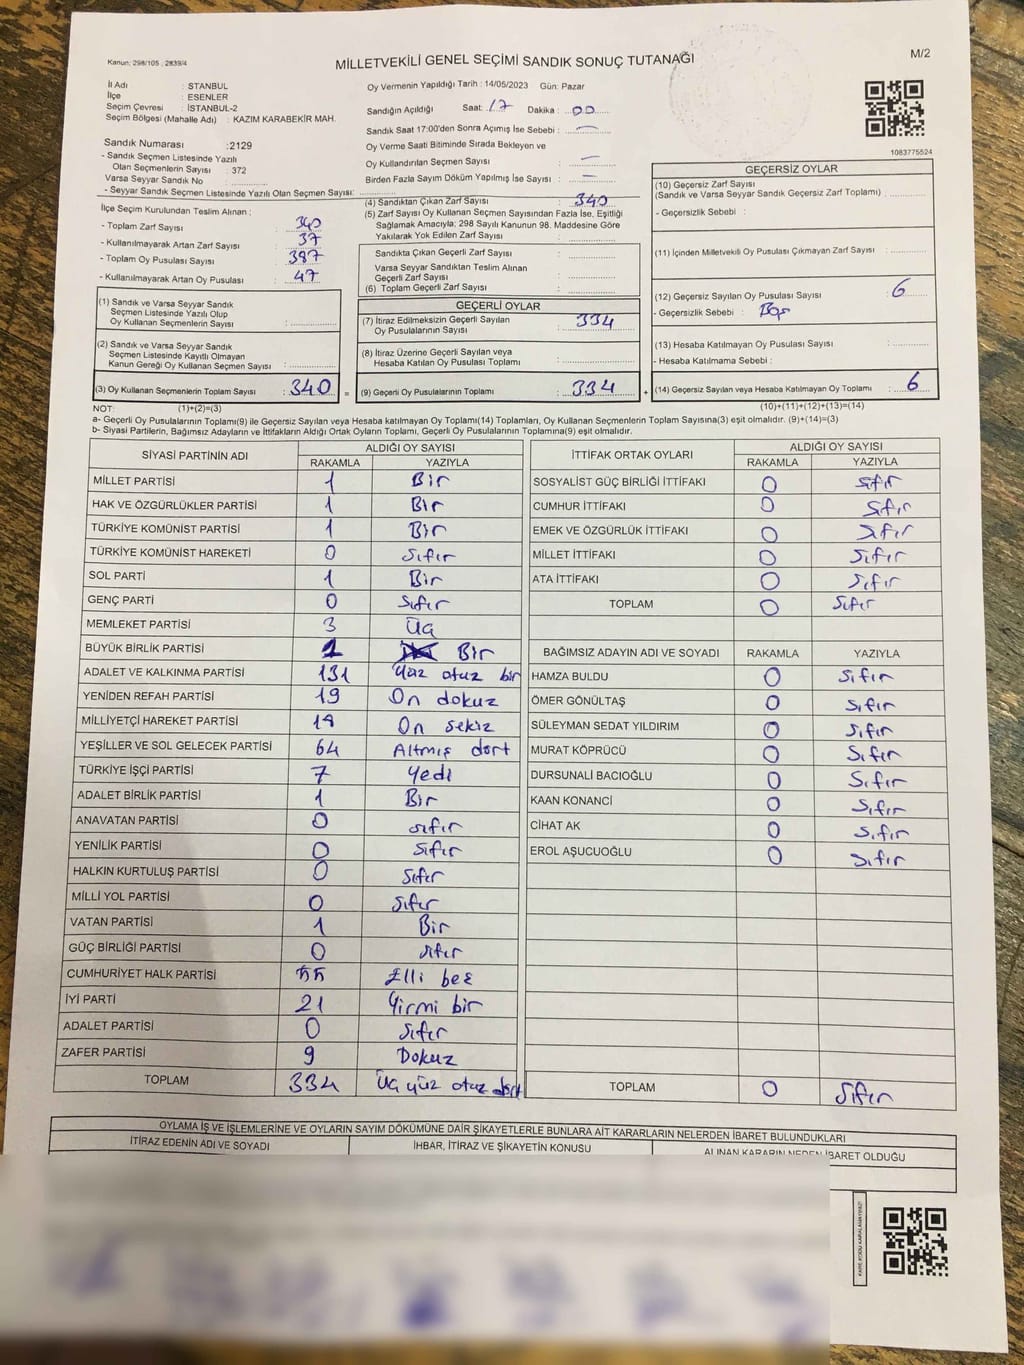 Kanun: 298/105 , 2839/4
MİLLETVEKİLİ GENEL SEÇİMİ SANDIK SONUÇ TUTANAĞI
M/2
İl Adı : STANBUL
İlçe : ESENLER
Seçim Çevresi : İSTANBUL-2
Seçim Bölgesi (Mahalle Adı) : KAZIM KARABEKİR MAH.
Sandık Numarası :2129
- Sandık Seçmen Listesinde Yazılı
Olan Seçmenlerin Sayısı : 372
Varsa Seyyar Sandık No :
- Seyyar Sandık Seçmen Listesinde Yazılı Olan Seçmen Sayısı:
Oy Vermenin Yapıldığı Tarih : 14/05/2023 Gün: Pazar
Sandığın Açıldığı Saat: 17 Dakika : 00
Sandık Saat 17:00'den Sonra Açımış İse Sebebi : —
Oy Verme Saati Bitiminde Sırada Bekleyen ve
Oy Kullandırılan Seçmen Sayısı : —
Birden Fazla Sayım Döküm Yapılmış İse Sayısı : —
1083775524
İlçe Seçim Kurulundan Teslim Alınan :
- Toplam Zarf Sayısı : 340
- Kullanılmayarak Artan Zarf Sayısı : 37
- Toplam Oy Pusulası Sayısı : 387
- Kullanılmayarak Artan Oy Pusulası : 47
(4) Sandıktan Çıkan Zarf Sayısı : 340
(5) Zarf Sayısı Oy Kullanan Seçmen Sayısından Fazla İse, Eşitliği
Sağlamak Amacıyla; 298 Sayılı Kanunun 98. Maddesine Göre
Yakılarak Yok Edilen Zarf Sayısı :
Sandıkta Çıkan Geçerli Zarf Sayısı :
Varsa Seyyar Sandıktan Teslim Alınan
Geçerli Zarf Sayısı :
(6) Toplam Geçerli Zarf Sayısı :
GEÇERSİZ OYLAR
(10) Geçersiz Zarf Sayısı
(Sandık ve Varsa Seyyar Sandık Geçersiz Zarf Toplamı) :
- Geçersizlik Sebebi :
(11) İçinden Milletvekili Oy Pusulası Çıkmayan Zarf Sayısı :
(12) Geçersiz Sayılan Oy Pusulası Sayısı : 6
- Geçersizlik Sebebi : Boş
(13) Hesaba Katılmayan Oy Pusulası Sayısı :
- Hesaba Katılmama Sebebi :
(14) Geçersiz Sayılan veya Hesaba Katılmayan Oy Toplamı : 6
(10)+(11)+(12)+(13)=(14)
(1) Sandık ve Varsa Seyyar Sandık
Seçmen Listesinde Yazılı Olup
Oy Kullanan Seçmenlerin Sayısı :
(2) Sandık ve Varsa Seyyar Sandık
Seçmen Listesinde Kayıtlı Olmayan
Kanun Gereği Oy Kullanan Seçmen Sayısı :
(3) Oy Kullanan Seçmenlerin Toplam Sayısı : 340 =
GEÇERLİ OYLAR
(7) İtiraz Edilmeksizin Geçerli Sayılan
Oy Pusulalarının Sayısı : 334
(8) İtiraz Üzerine Geçerli Sayılan veya
Hesaba Katılan Oy Pusulası Toplamı :
(9) Geçerli Oy Pusulalarının Toplamı : 334 +
NOT: (1)+(2)=(3)
a- Geçerli Oy Pusulalarının Toplamı(9) ile Geçersiz Sayılan veya Hesaba katılmayan Oy Toplamı(14) Toplamları, Oy Kullanan Seçmenlerin Toplam Sayısına(3) eşit olmalıdır. (9)+(14)=(3)
b- Siyasi Partilerin, Bağımsız Adayların ve İttifakların Aldığı Ortak Oyların Toplamı, Geçerli Oy Pusulalarının Toplamına(9) eşit olmalıdır.
SİYASİ PARTİNİN ADI ALDIĞI OY SAYISI
RAKAMLA YAZIYLA
MİLLET PARTİSİ 1 Bir
HAK VE ÖZGÜRLÜKLER PARTİSİ 1 Bir
TÜRKİYE KOMÜNİST PARTİSİ 1 Bir
TÜRKİYE KOMÜNİST HAREKETİ 0 Sıfır
SOL PARTİ 1 Bir
GENÇ PARTİ 0 Sıfır
MEMLEKET PARTİSİ 3 Üç
BÜYÜK BİRLİK PARTİSİ 1 Bir
ADALET VE KALKINMA PARTİSİ 131 Yüz otuz bir
YENİDEN REFAH PARTİSİ 19 On dokuz
MİLLİYETÇİ HAREKET PARTİSİ 18 On sekiz
YEŞİLLER VE SOL GELECEK PARTİSİ 64 Altmış dört
TÜRKİYE İŞÇİ PARTİSİ 7 Yedi
ADALET BİRLİK PARTİSİ 1 Bir
ANAVATAN PARTİSİ 0 sıfır
YENİLİK PARTİSİ 0 Sıfır
HALKIN KURTULUŞ PARTİSİ 0 Sıfır
MİLLİ YOL PARTİSİ 0 Sıfır
VATAN PARTİSİ 1 Bir
GÜÇ BİRLİĞİ PARTİSİ 0 sıfır
CUMHURİYET HALK PARTİSİ 55 Elli beş
İYİ PARTİ 21 Yirmi bir
ADALET PARTİSİ 0 Sıfır
ZAFER PARTİSİ 9 Dokuz
TOPLAM 334 Üç yüz otuz dört
İTTİFAK ORTAK OYLARI ALDIĞI OY SAYISI
RAKAMLA YAZIYLA
SOSYALİST GÜÇ BİRLİĞİ İTTİFAKI 0 Sıfır
CUMHUR İTTİFAKI 0 Sıfır
EMEK VE ÖZGÜRLÜK İTTİFAKI 0 Sıfır
MİLLET İTTİFAKI 0 Sıfır
ATA İTTİFAKI 0 Sıfır
TOPLAM 0 Sıfır
BAĞIMSIZ ADAYIN ADI VE SOYADI RAKAMLA YAZIYLA
HAMZA BULDU 0 Sıfır
ÖMER GÖNÜLTAŞ 0 Sıfır
SÜLEYMAN SEDAT YILDIRIM 0 Sıfır
MURAT KÖPRÜCÜ 0 Sıfır
DURSUNALİ BACIOĞLU 0 Sıfır
KAAN KONANCİ 0 Sıfır
CİHAT AK 0 Sıfır
EROL AŞUCUOĞLU 0 Sıfır
TOPLAM 0 Sıfır
OYLAMA İŞ VE İŞLEMLERİNE VE OYLARIN SAYIM DÖKÜMÜNE DAİR ŞİKAYETLERLE BUNLARA AİT KARARLARIN NELERDEN İBARET BULUNDUKLARI
İTİRAZ EDENİN ADI VE SOYADI İHBAR, İTİRAZ VE ŞİKAYETİN KONUSU ALINAN KARARIN NEDEN İBARET OLDUĞU
KARE KODU KARALAMAYINIZ!